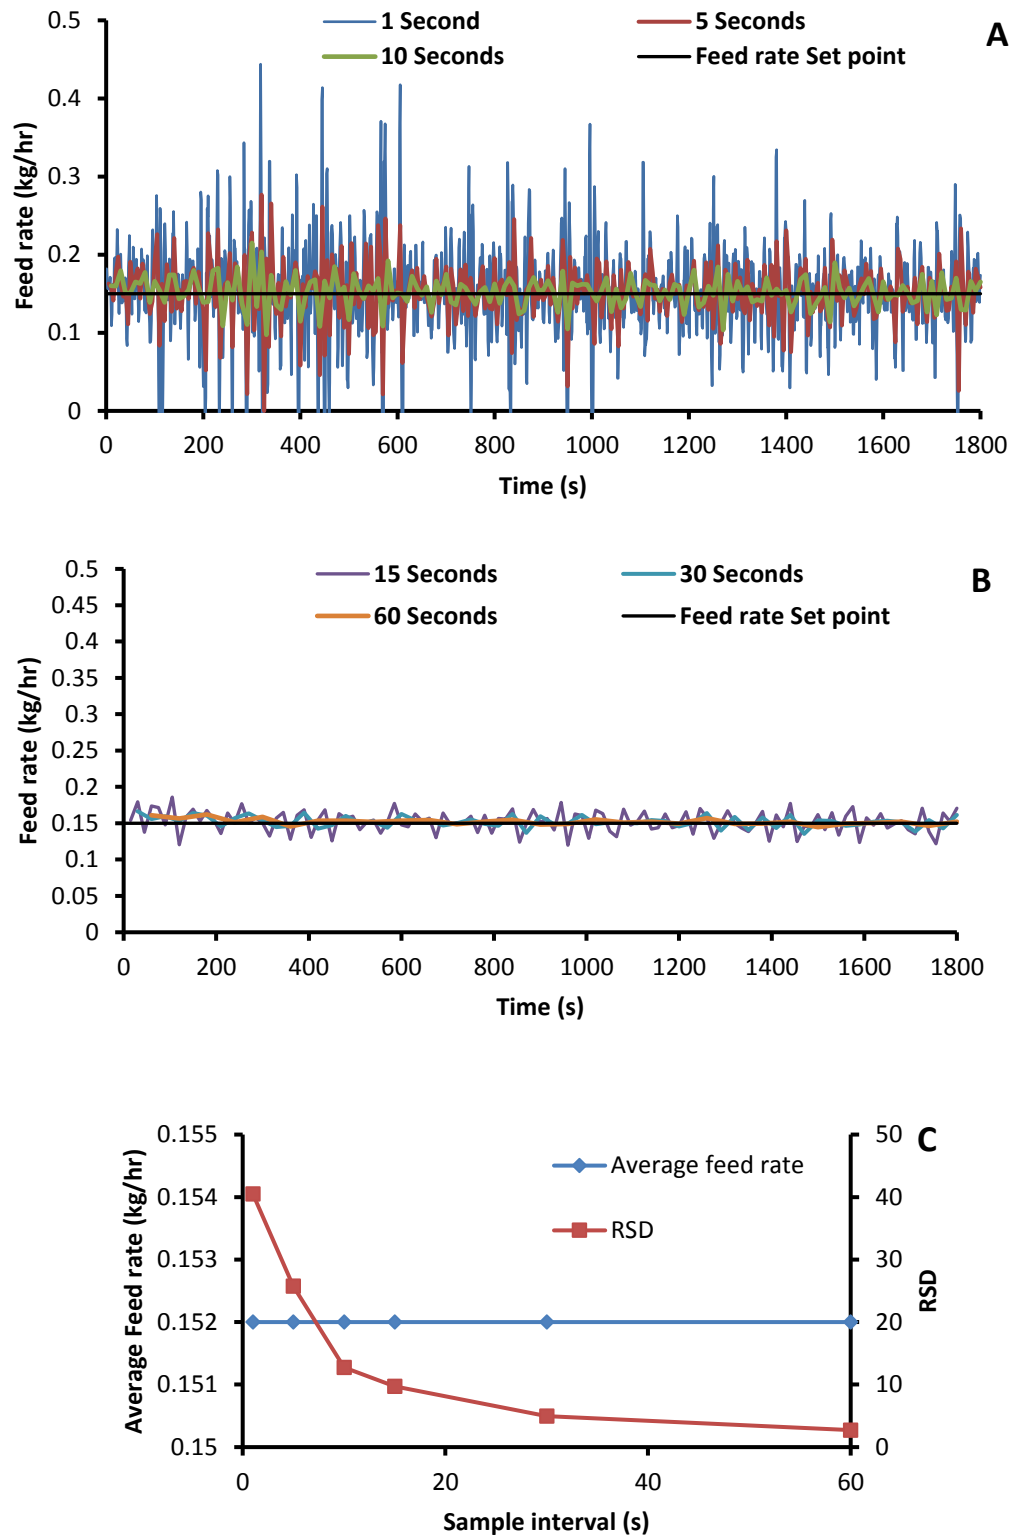 1 Second
5 Seconds
10 Seconds
Feed rate Set point
A
0.5
0.4
0.3
0.2
0.1
0
Feed rate (kg/hr)
0 200 400 600 800 1000 1200 1400 1600 1800
Time (s)
15 Seconds
30 Seconds
60 Seconds
Feed rate Set point
B
0.5
0.45
0.4
0.35
0.3
0.25
0.2
0.15
0.1
0.05
0
Feed rate (kg/hr)
0 200 400 600 800 1000 1200 1400 1600 1800
Time (s)
C
Average feed rate
RSD
0.155
0.154
0.153
0.152
0.151
0.15
Average Feed rate (kg/hr)
50
40
30
20
10
0
RSD
0 20 40 60
Sample interval (s)